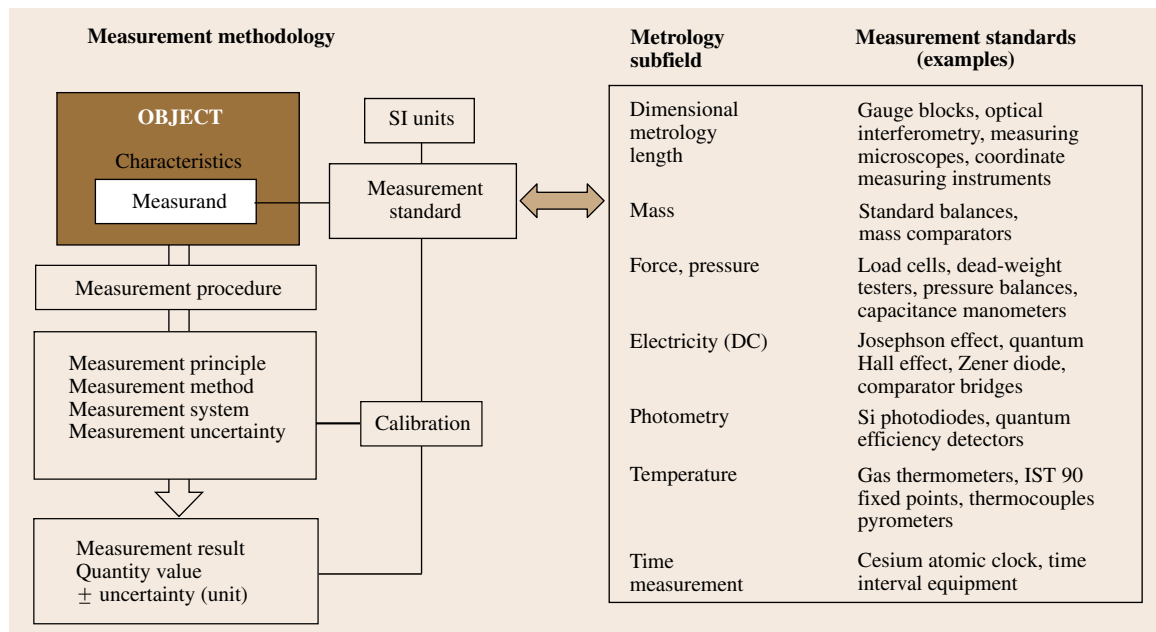 Measurement methodology
OBJECT
Characteristics
Measurand
SI units
Measurement
standard
Measurement procedure
Measurement principle
Measurement method
Measurement system
Measurement uncertainty
Calibration
Measurement result
Quantity value
± uncertainty (unit)
Metrology
subfield
Measurement standards
(examples)
Dimensional
metrology
length
Gauge blocks, optical
interferometry, measuring
microscopes, coordinate
measuring instruments
Mass
Standard balances,
mass comparators
Force, pressure
Load cells, dead-weight
testers, pressure balances,
capacitance manometers
Electricity (DC)
Josephson effect, quantum
Hall effect, Zener diode,
comparator bridges
Photometry
Si photodiodes, quantum
efficiency detectors
Temperature
Gas thermometers, IST 90
fixed points, thermocouples
pyrometers
Time
measurement
Cesium atomic clock, time
interval equipment